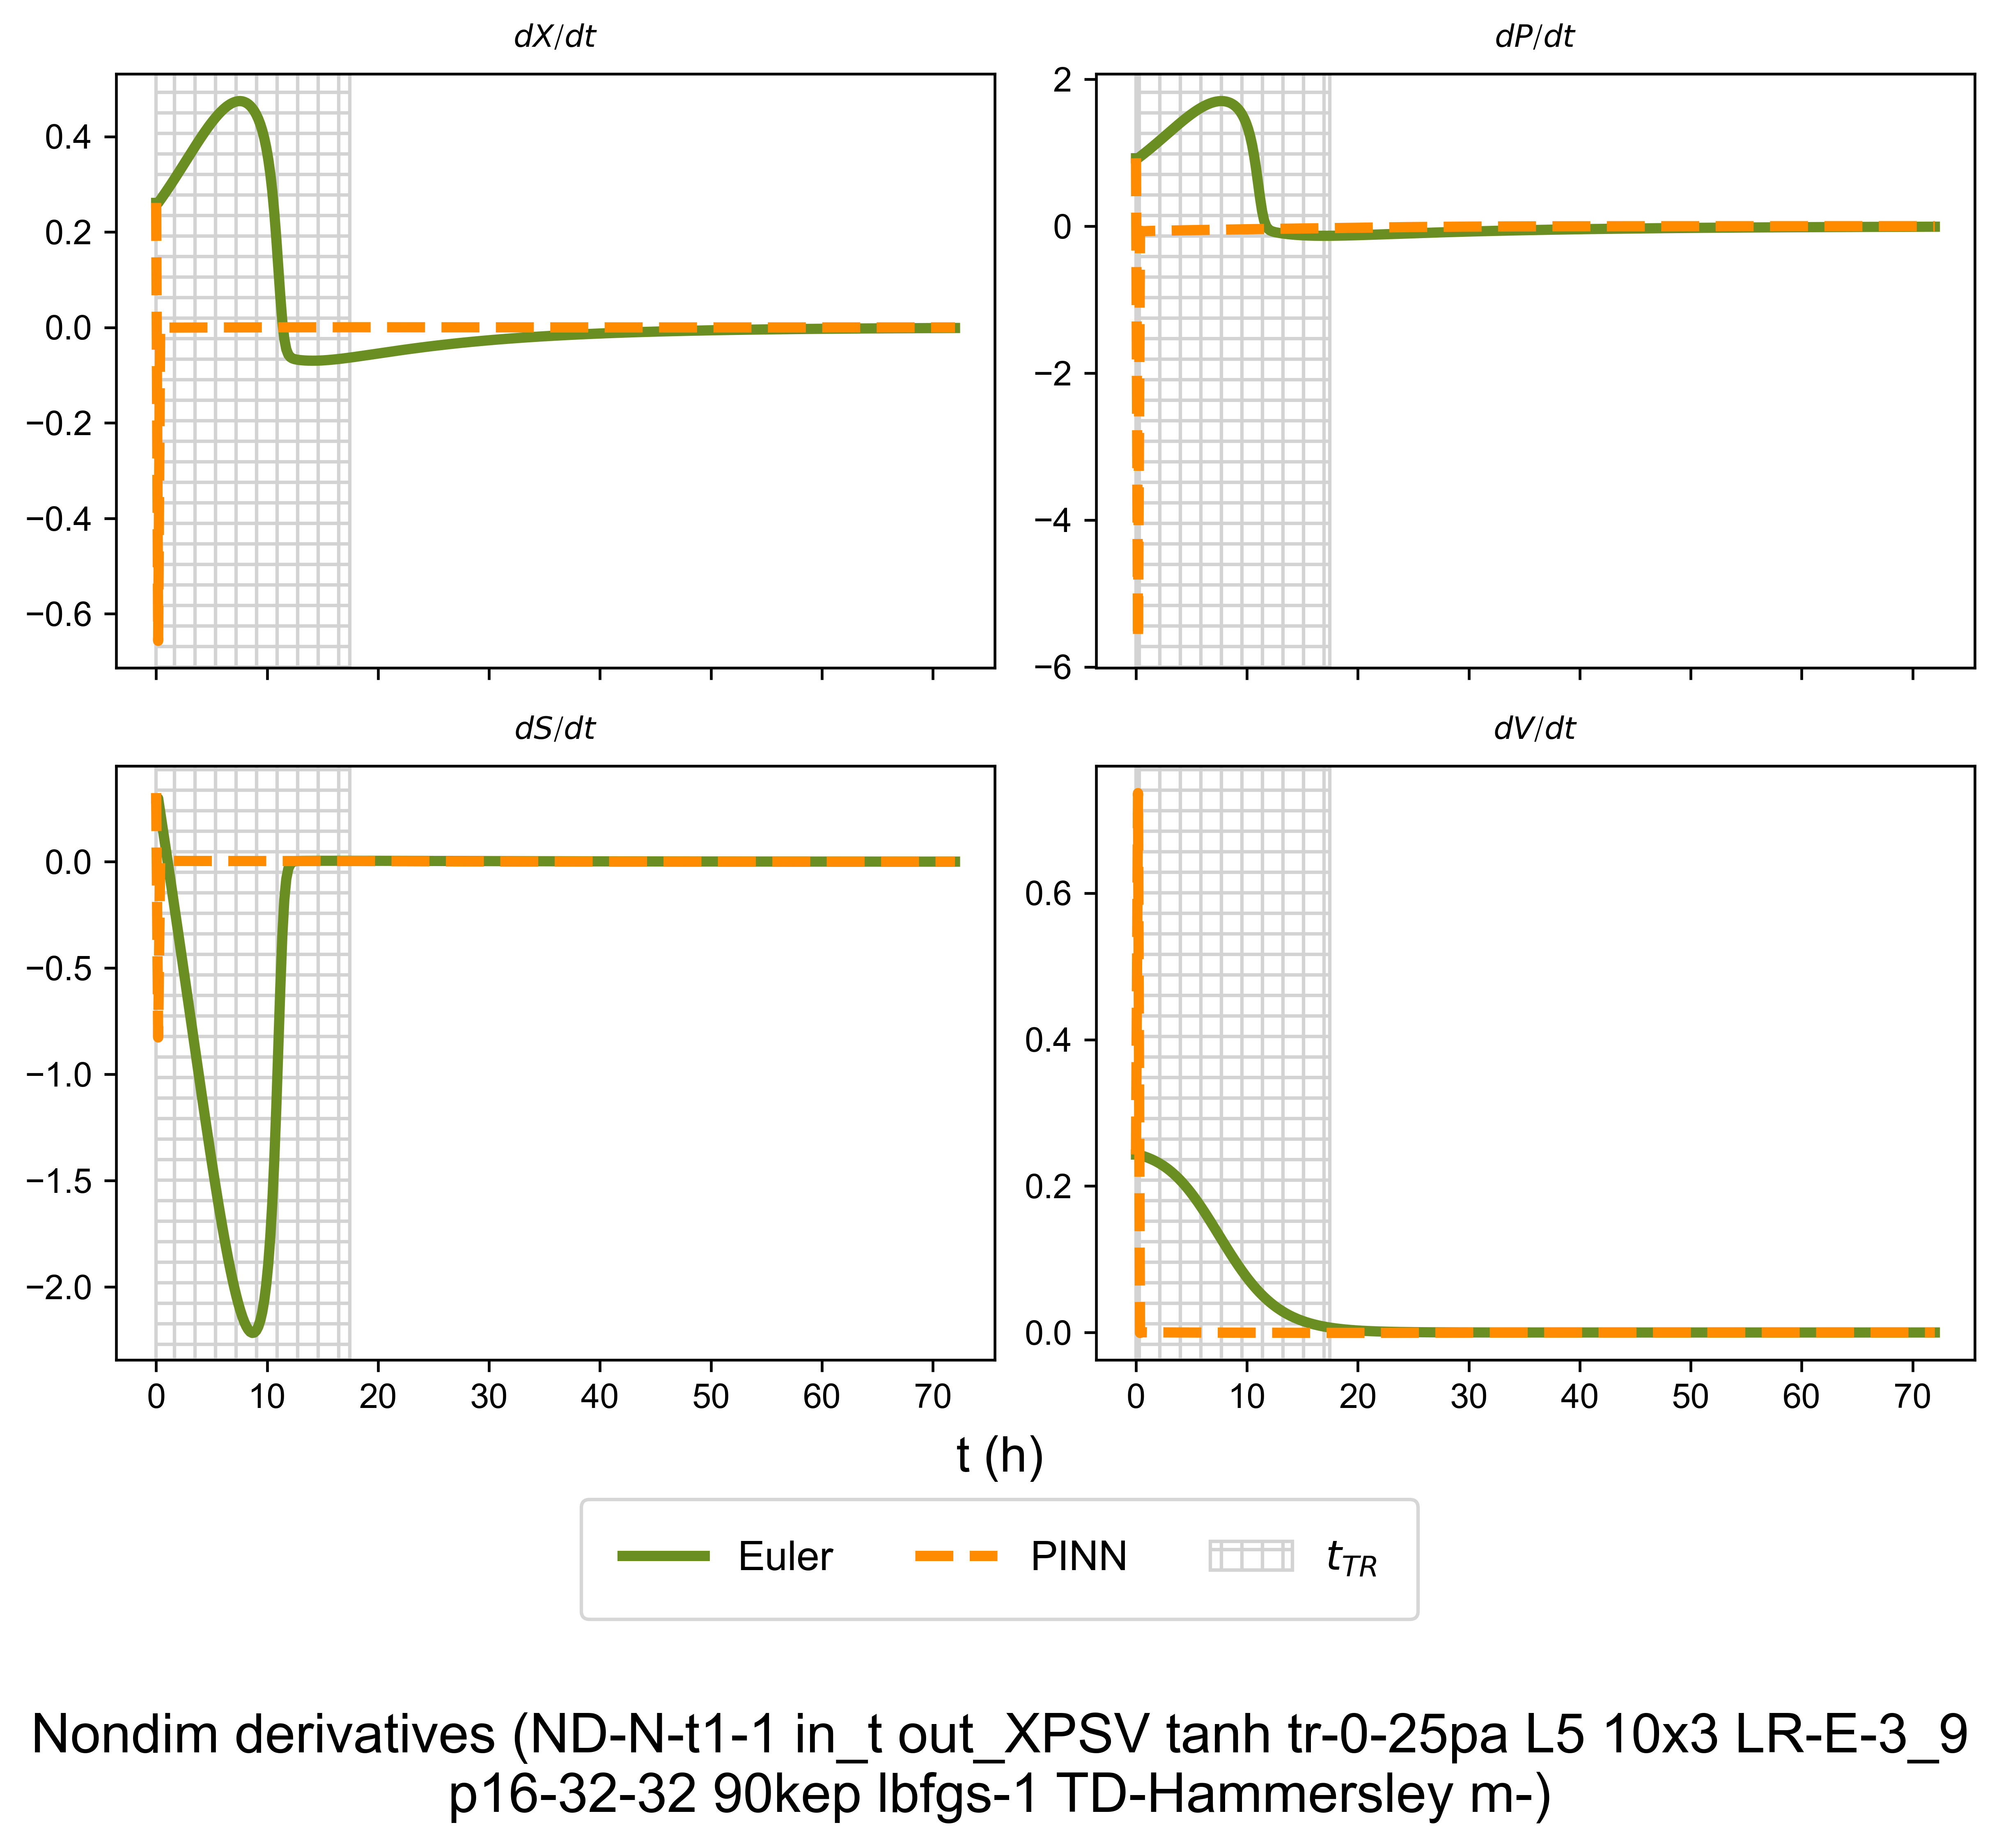 dX/dt
dP/dt
0.4
0.2
0.0
−0.2
−0.4
−0.6
2
0
−2
−4
−6
dS/dt
dV/dt
0.0
−0.5
−1.0
−1.5
−2.0
0.6
0.4
0.2
0.0
0 10 20 30 40 50 60 70
0 10 20 30 40 50 60 70
t (h)
Euler PINN t_TR
Nondim derivatives (ND-N-t1-1 in_t out_XPSV tanh tr-0-25pa L5 10x3 LR-E-3_9
p16-32-32 90kep lbfgs-1 TD-Hammersley m-)